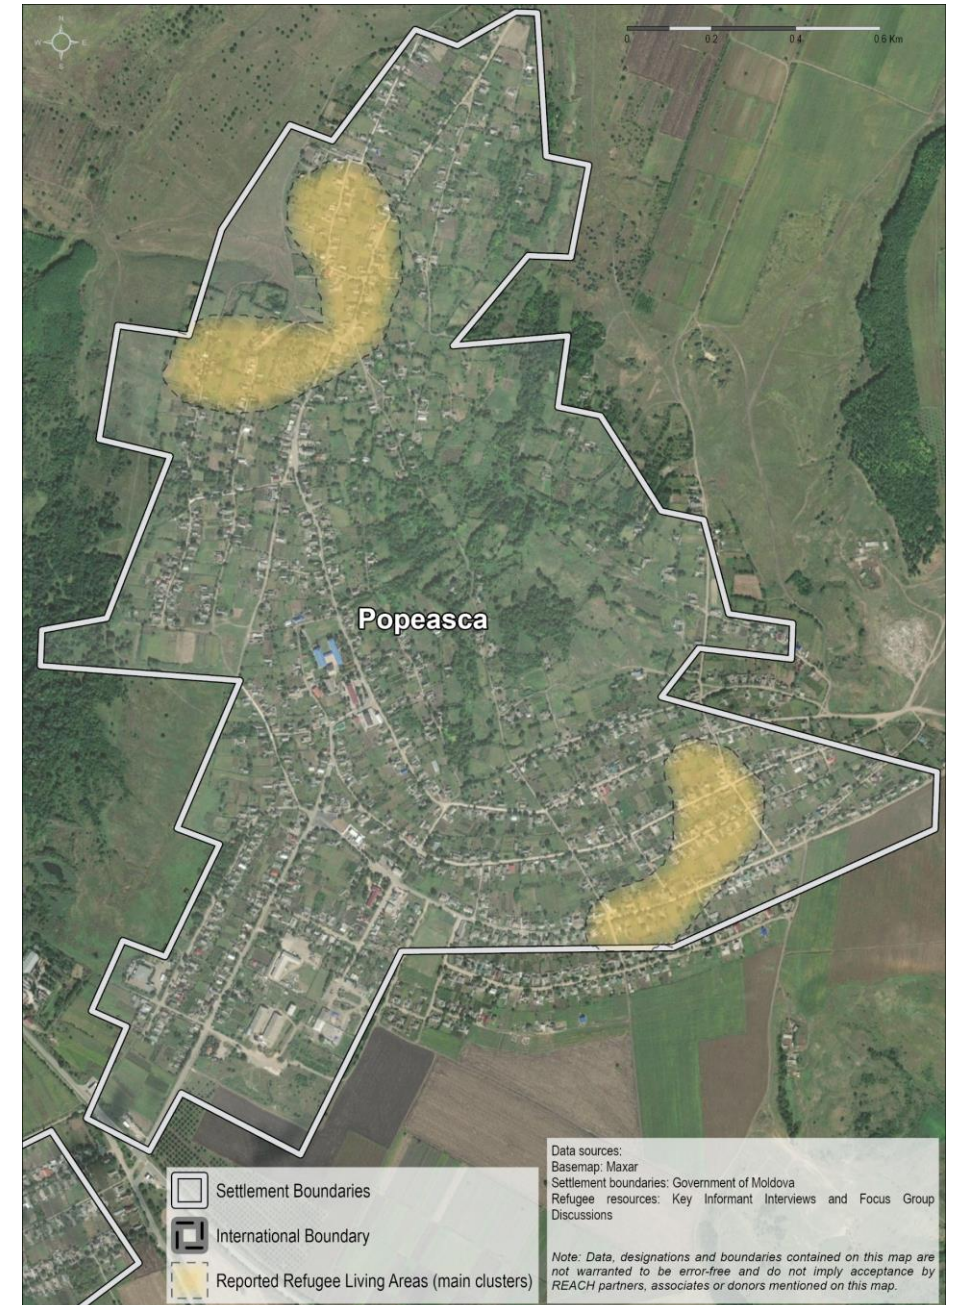 N
W E
S
0 0.2 0.4 0.6 Km
Popeasca
Settlement Boundaries
International Boundary
Reported Refugee Living Areas (main clusters)
Data sources:
Basemap: Maxar
Settlement boundaries: Government of Moldova
Refugee resources: Key Informant Interviews and Focus Group
Discussions
Note: Data, designations and boundaries contained on this map are
not warranted to be error-free and do not imply acceptance by
REACH partners, associates or donors mentioned on this map.